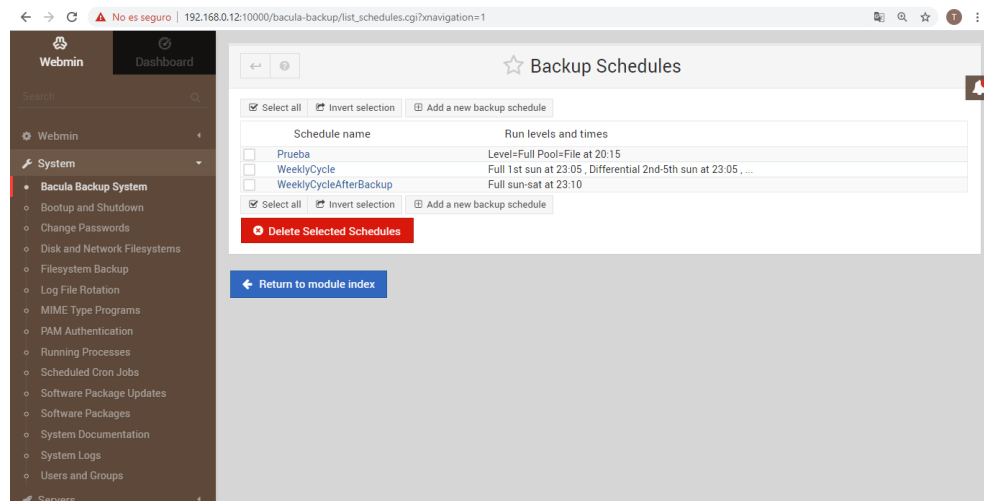 No es seguro | 192.168.0.12:10000/bacula-backup/list_schedules.cgi?xnavigation=1
T
Webmin
Dashboard
Search
Webmin
System
Bacula Backup System
Bootup and Shutdown
Change Passwords
Disk and Network Filesystems
Filesystem Backup
Log File Rotation
MIME Type Programs
PAM Authentication
Running Processes
Scheduled Cron Jobs
Software Package Updates
Software Packages
System Documentation
System Logs
Users and Groups
Servers
Backup Schedules
Select all Invert selection Add a new backup schedule
Schedule name Run levels and times
Prueba Level=Full Pool=File at 20:15
WeeklyCycle Full 1st sun at 23:05 , Differential 2nd-5th sun at 23:05 , ...
WeeklyCycleAfterBackup Full sun-sat at 23:10
Select all Invert selection Add a new backup schedule
Delete Selected Schedules
Return to module index